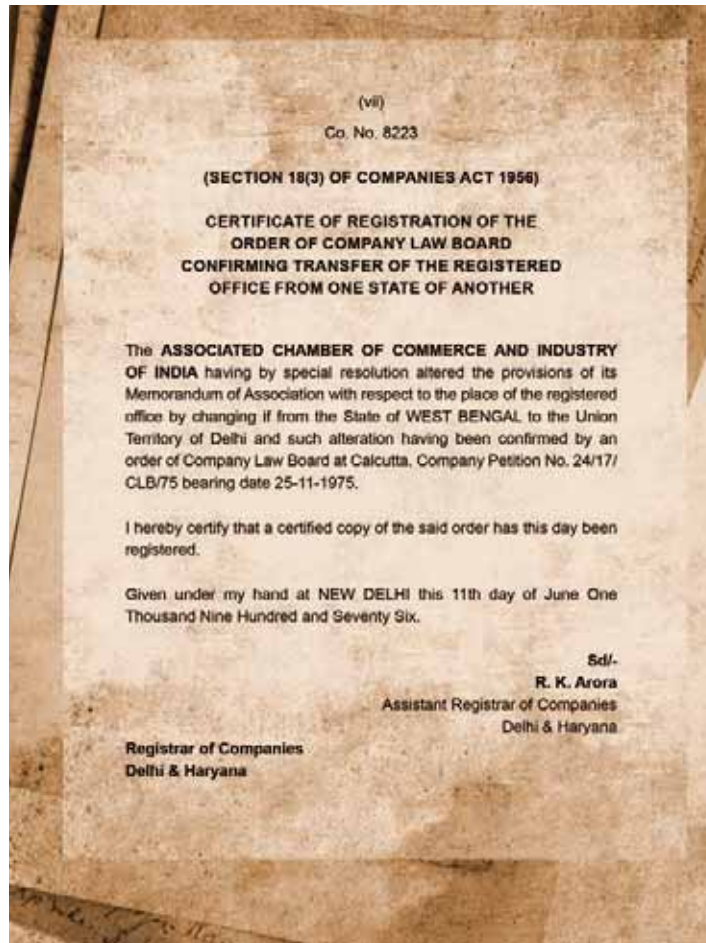 (vii)
Co. No. 8223
(SECTION 18(3) OF COMPANIES ACT 1956)
CERTIFICATE OF REGISTRATION OF THE
ORDER OF COMPANY LAW BOARD
CONFIRMING TRANSFER OF THE REGISTERED
OFFICE FROM ONE STATE OF ANOTHER
The ASSOCIATED CHAMBER OF COMMERCE AND INDUSTRY
OF INDIA having by special resolution altered the provisions of its
Memorandum of Association with respect to the place of the registered
office by changing if from the State of WEST BENGAL to the Union
Territory of Delhi and such alteration having been confirmed by an
order of Company Law Board at Calcutta. Company Petition No. 24/17/
CLB/75 bearing date 25-11-1975.
I hereby certify that a certified copy of the said order has this day been
registered.
Given under my hand at NEW DELHI this 11th day of June One
Thousand Nine Hundred and Seventy Six.
Sd/-
R. K. Arora
Assistant Registrar of Companies
Delhi & Haryana
Registrar of Companies
Delhi & Haryana